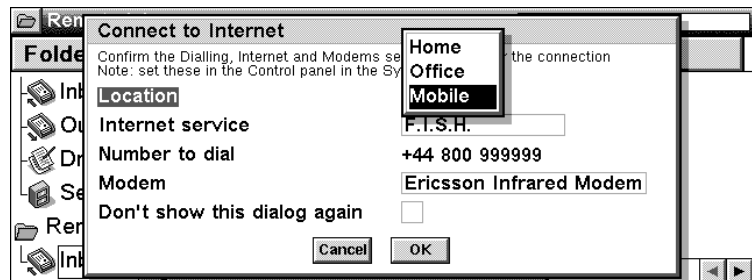 Connect to Internet
Confirm the Dialling, Internet and Modems se the connection
Note: set these in the Control panel in the Sy
Location
Home
Office
Mobile
Internet service F.I.S.H.
Number to dial +44 800 999999
Modem Ericsson Infrared Modem
Don't show this dialog again
Cancel OK
Folde
Inb
Ou
Dr
Se
Rem
Inb